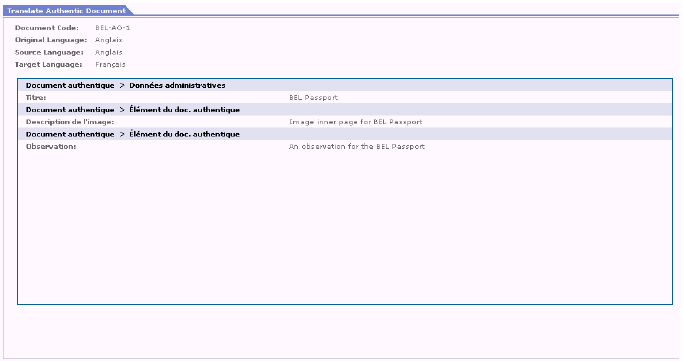 Translate Authentic Document
Document Code: BEL-AO-1
Original Language: Anglais
Source Language: Anglais
Target Language: Français
Document authentique > Données administratives
Titre: BEL Passport
Document authentique > Élément du doc. authentique
Description de l'image: Image inner page for BEL Passport
Document authentique > Élément du doc. authentique
Observation: An observation for the BEL Passport